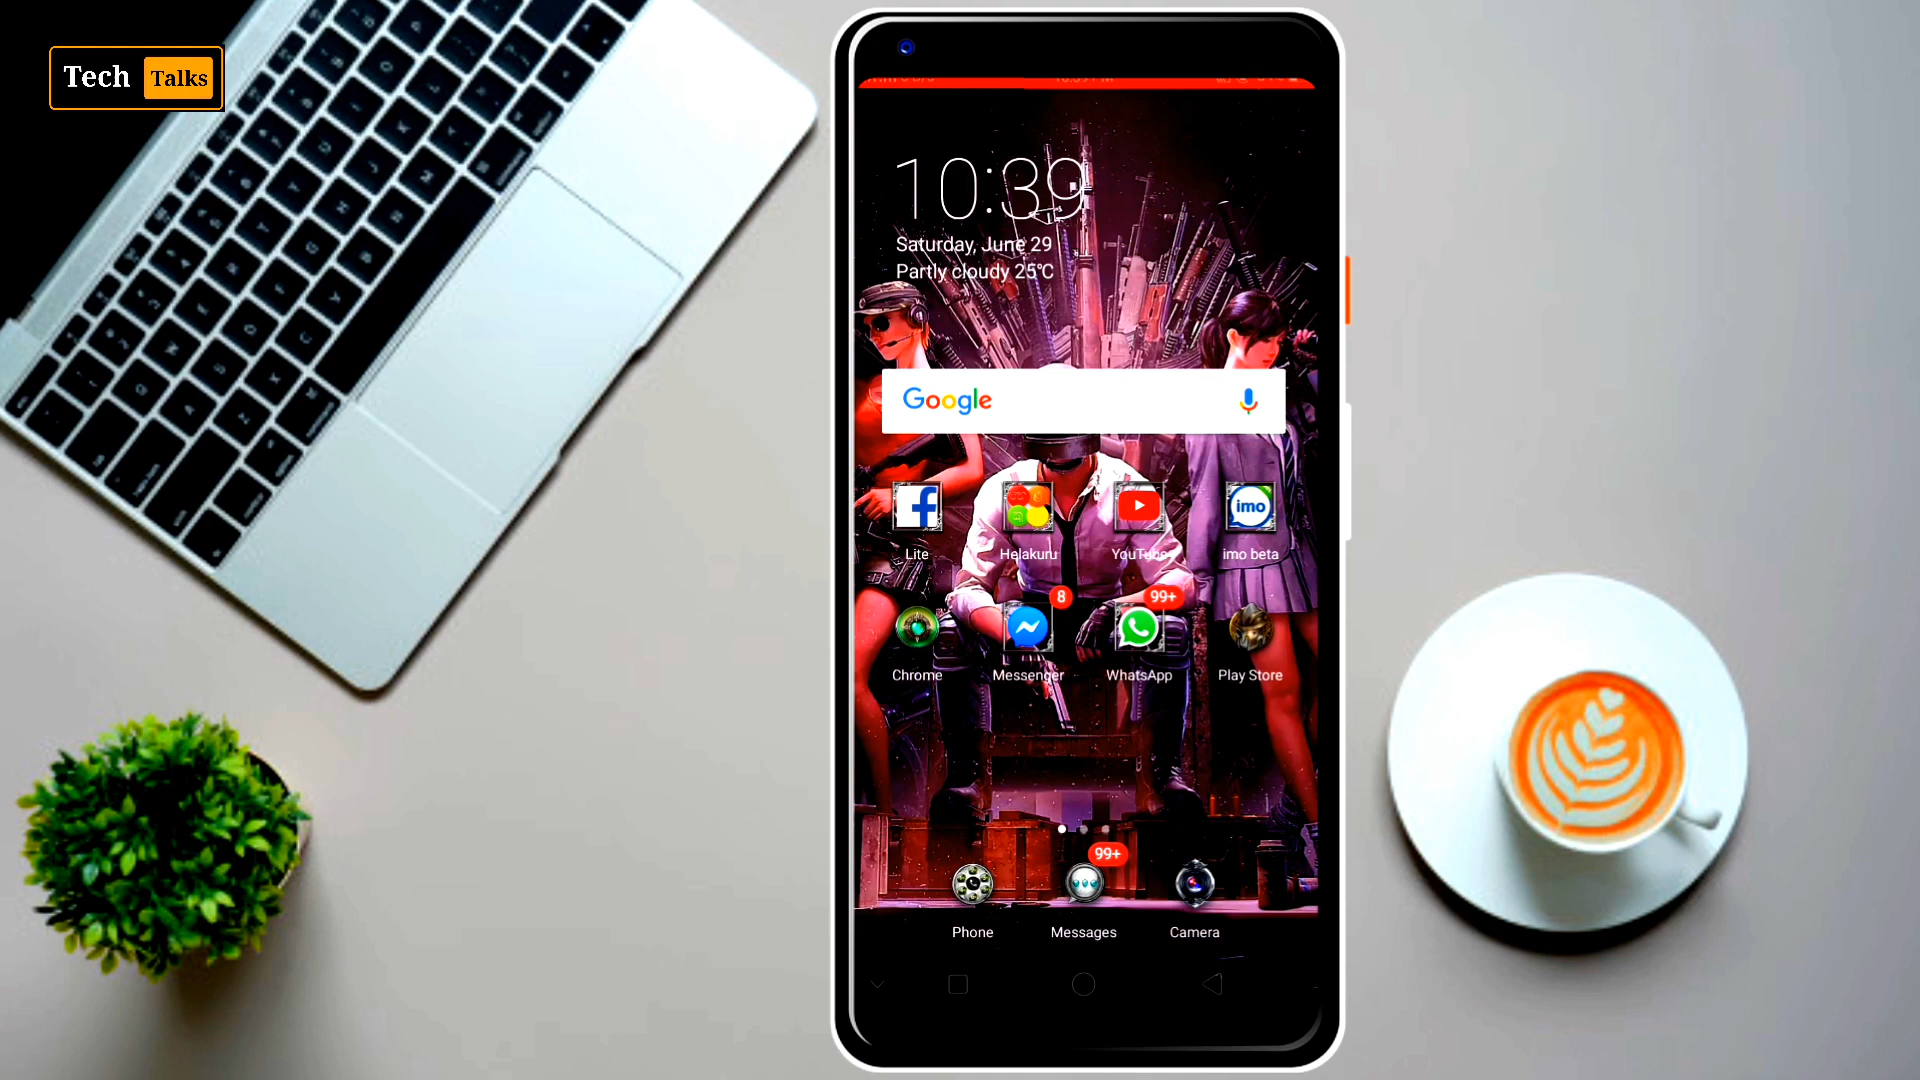 Tech Talks
10:39
Saturday, June 29
Partly cloudy 25°C
Google
Lite
Helakuru
YouTube
imo
imo beta
8
99+
Chrome
Messenger
WhatsApp
Play Store
99+
Phone
Messages
Camera